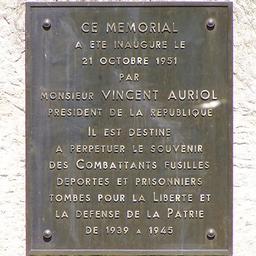 CE MEMORIAL
A ETE INAUGURE LE
21 OCTOBRE 1951
PAR
MONSIEUR VINCENT AURIOL
PRESIDENT DE LA REPUBLIQUE
IL EST DESTINE
A PERPETUER LE SOUVENIR
DES COMBATTANTS FUSILLES
DEPORTES ET PRISONNIERS
TOMBES POUR LA LIBERTE ET
LA DEFENSE DE LA PATRIE
DE 1939 A 1945